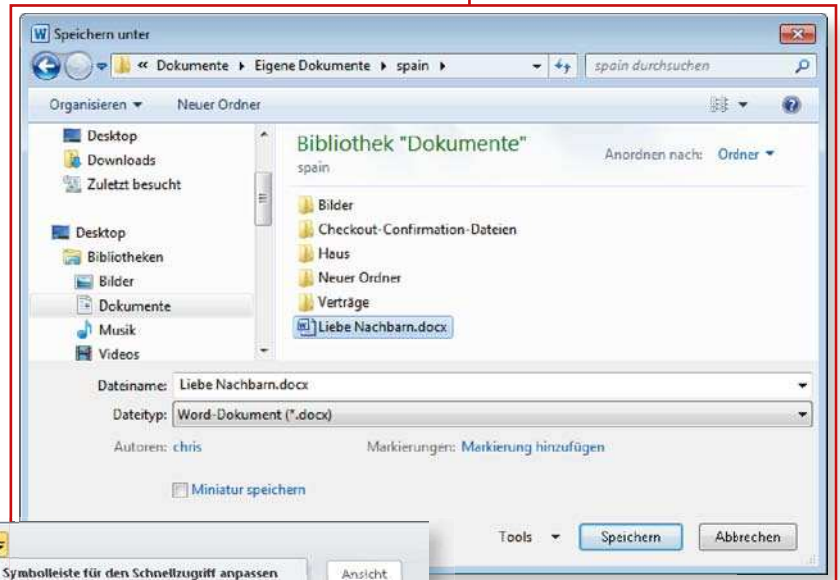 Speichern unter
« Dokumente Eigene Dokumente spain
spain durchsuchen
Organisieren Neuer Ordner
Desktop
Downloads
Zuletzt besucht
Desktop
Bibliotheken
Bilder
Dokumente
Musik
Videos
Bibliothek "Dokumente"
spain
Anordnen nach: Ordner
Bilder
Checkout-Confirmation-Dateien
Haus
Neuer Ordner
Verträge
Liebe Nachbarn.docx
Dateiname: Liebe Nachbarn.docx
Dateityp: Word-Dokument (*.docx)
Autoren: chris Markierungen: Markierung hinzufügen
Miniatur speichern
Tools Speichern Abbrechen
Symbolleiste für den Schnellzugriff anpassen Ansicht